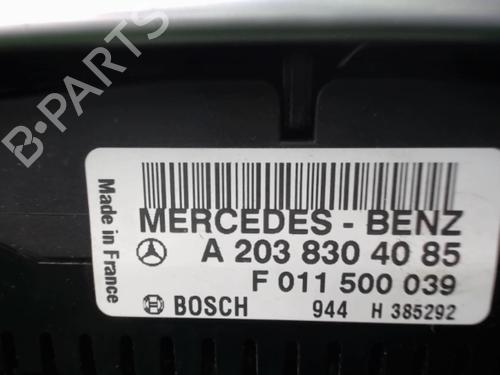 B-Parts
Made in France
MERCEDES - BENZ
A 203 830 40 85
F 011 500 039
BOSCH 944 H 385292